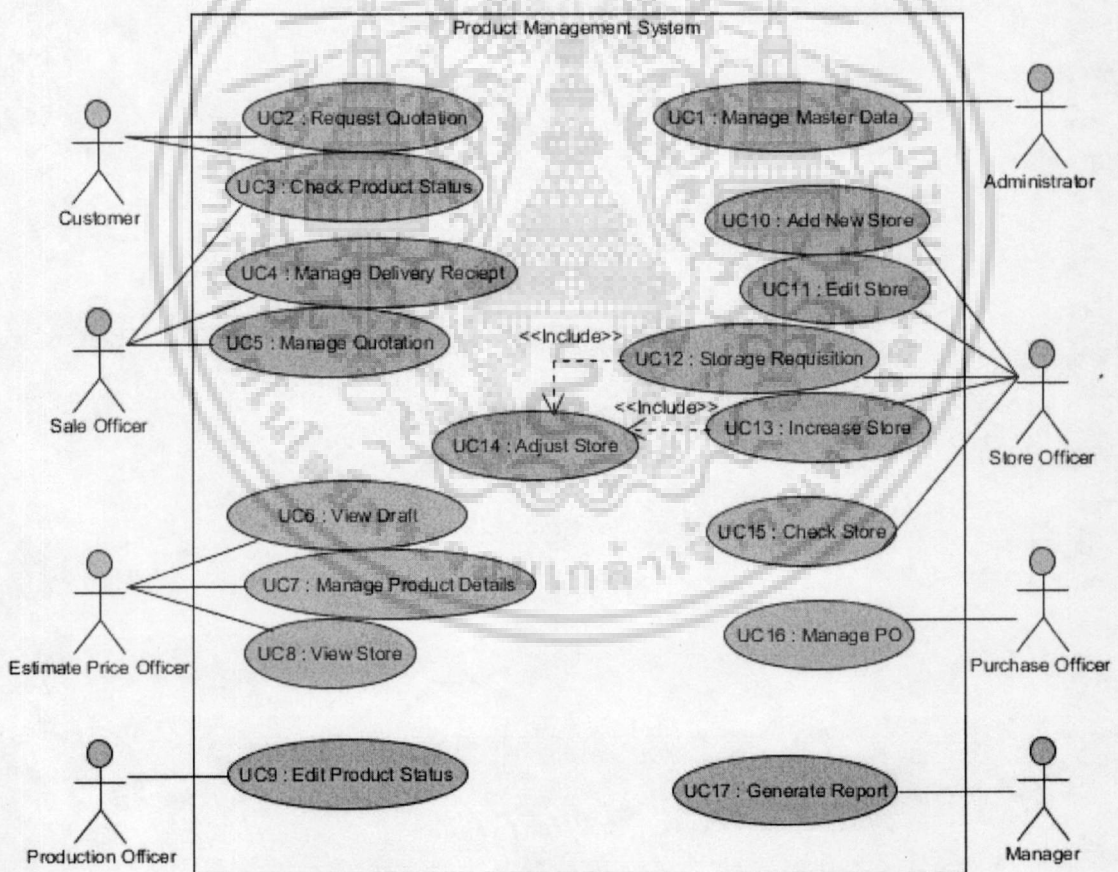 Product Management System
UC2 : Request Quotation
UC1 : Manage Master Data
UC3 : Check Product Status
Customer
Administrator
UC10 : Add New Store
UC4 : Manage Delivery Reciept
UC11 : Edit Store
UC5 : Manage Quotation
<<Include>>
UC12 : Storage Requisition
<<Include>>
Sale Officer
UC13 : Increase Store
UC14 : Adjust Store
Store Officer
UC6 : View Draft
UC15 : Check Store
UC7 : Manage Product Details
UC16 : Manage PO
UC8 : View Store
Estimate Price Officer
Purchase Officer
UC9 : Edit Product Status
UC17 : Generate Report
Production Officer
Manager